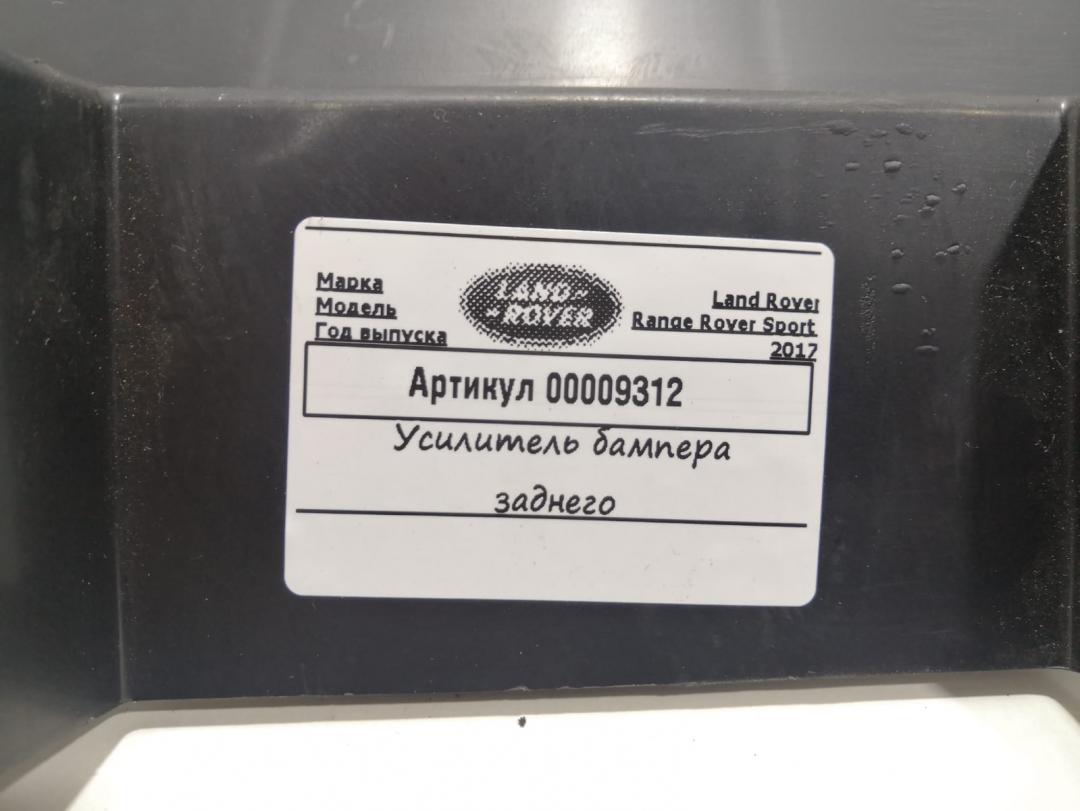 Марка
Модель
Год выпуска
LAND-
-ROVER
Land Rover
Range Rover Sport
2017
Артикул 00009312
Усилитель бампера
заднего